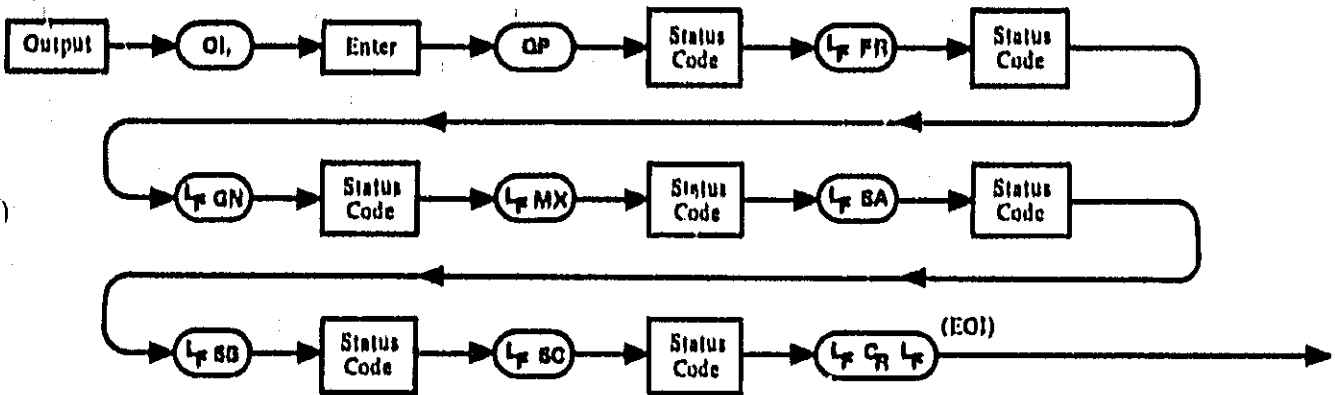 Output OI, Enter OP Status Code LF FR Status Code
LF GN Status Code LF MX Status Code LF SA Status Code
LF SB Status Code LF SC Status Code LF CR LF (EOI)